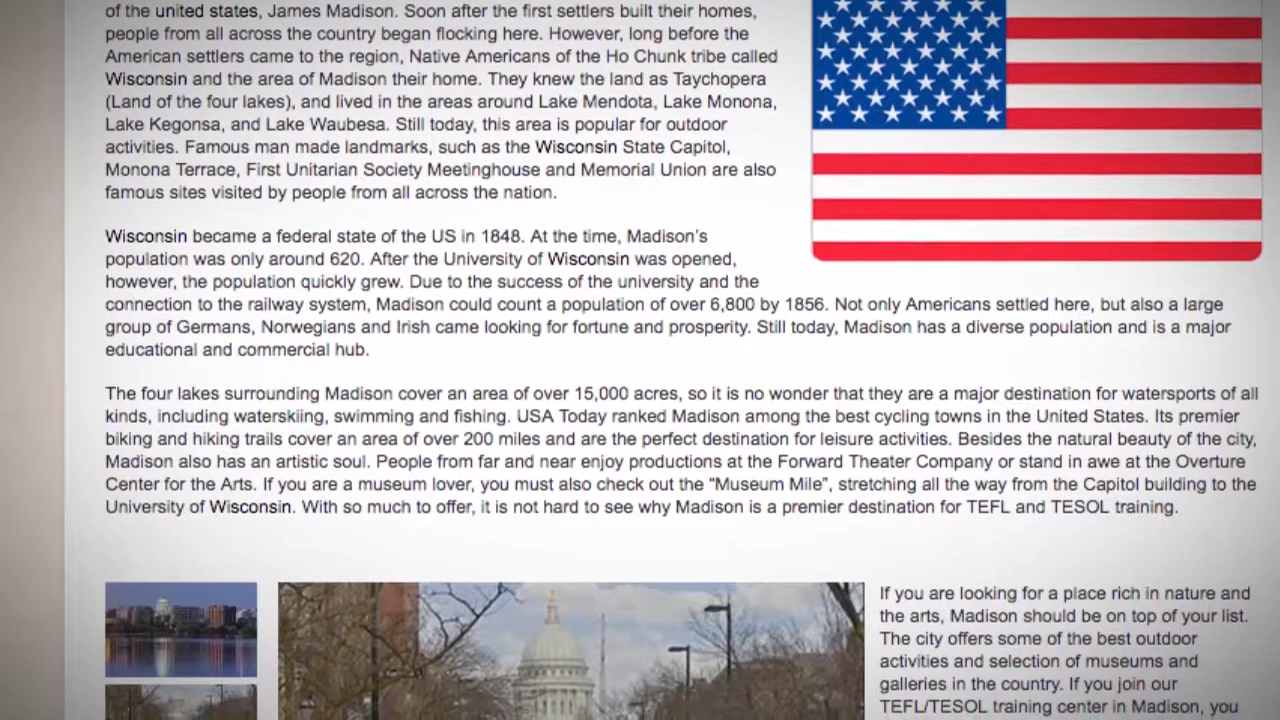 of the united states, James Madison. Soon after the first settlers built their homes,
people from all across the country began flocking here. However, long before the
American settlers came to the region, Native Americans of the Ho Chunk tribe called
Wisconsin and the area of Madison their home. They knew the land as Taychopera
(Land of the four lakes), and lived in the areas around Lake Mendota, Lake Monona,
Lake Kegonsa, and Lake Waubesa. Still today, this area is popular for outdoor
activities. Famous man made landmarks, such as the Wisconsin State Capitol,
Monona Terrace, First Unitarian Society Meetinghouse and Memorial Union are also
famous sites visited by people from all across the nation.
Wisconsin became a federal state of the US in 1848. At the time, Madison's
population was only around 620. After the University of Wisconsin was opened,
however, the population quickly grew. Due to the success of the university and the
connection to the railway system, Madison could count a population of over 6,800 by 1856. Not only Americans settled here, but also a large
group of Germans, Norwegians and Irish came looking for fortune and prosperity. Still today, Madison has a diverse population and is a major
educational and commercial hub.
The four lakes surrounding Madison cover an area of over 15,000 acres, so it is no wonder that they are a major destination for watersports of all
kinds, including waterskiing, swimming and fishing. USA Today ranked Madison among the best cycling towns in the United States. Its premier
biking and hiking trails cover an area of over 200 miles and are the perfect destination for leisure activities. Besides the natural beauty of the city,
Madison also has an artistic soul. People from far and near enjoy productions at the Forward Theater Company or stand in awe at the Overture
Center for the Arts. If you are a museum lover, you must also check out the “Museum Mile”, stretching all the way from the Capitol building to the
University of Wisconsin. With so much to offer, it is not hard to see why Madison is a premier destination for TEFL and TESOL training.
If you are looking for a place rich in nature and
the arts, Madison should be on top of your list.
The city offers some of the best outdoor
activities and selection of museums and
galleries in the country. If you join our
TEFL/TESOL training center in Madison, you